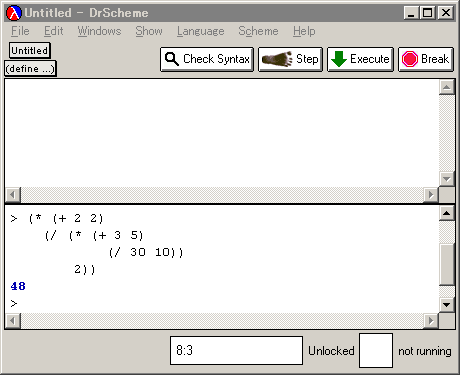 Untitled - DrScheme
File Edit Windows Show Language Scheme Help
Untitled
(define ...)
Check Syntax Step Execute Break
> (* (+ 2 2)
(/ (* (+ 3 5)
(/ 30 10))
2))
48
>
8:3 Unlocked not running